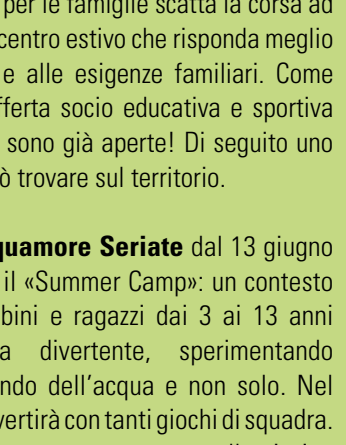 per le famiglie scatta la corsa ad
centro estivo che risponda meglio
e alle esigenze familiari. Come
fferta socio educativa e sportiva
sono già aperte! Di seguito uno
ò trovare sul territorio.
quamore Seriate dal 13 giugno
il «Summer Camp»: un contesto
bini e ragazzi dai 3 ai 13 anni
a divertente, sperimentando
ndo dell’acqua e non solo. Nel
vertirà con tanti giochi di squadra.